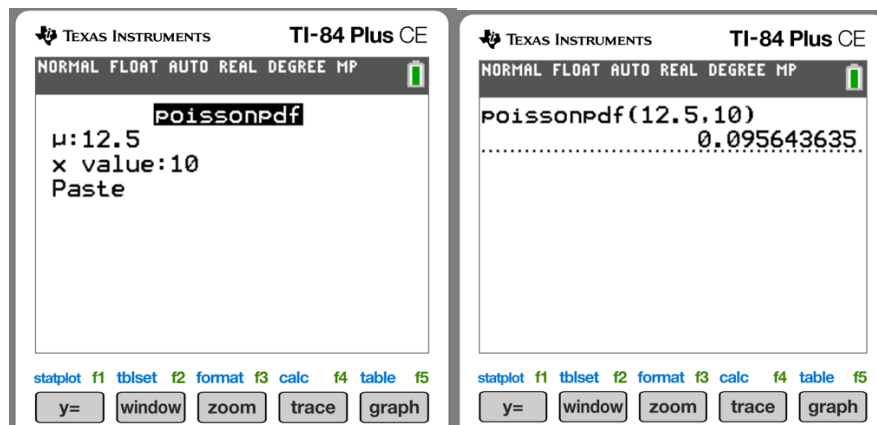 TEXAS INSTRUMENTS TI-84 Plus CE
NORMAL FLOAT AUTO REAL DEGREE MP
poissonpdf
μ:12.5
x value:10
Paste
statplot f1 tblset f2 format f3 calc f4 table f5
y= window zoom trace graph
TEXAS INSTRUMENTS TI-84 Plus CE
NORMAL FLOAT AUTO REAL DEGREE MP
poissonpdf(12.5,10)
0.095643635
statplot f1 tblset f2 format f3 calc f4 table f5
y= window zoom trace graph